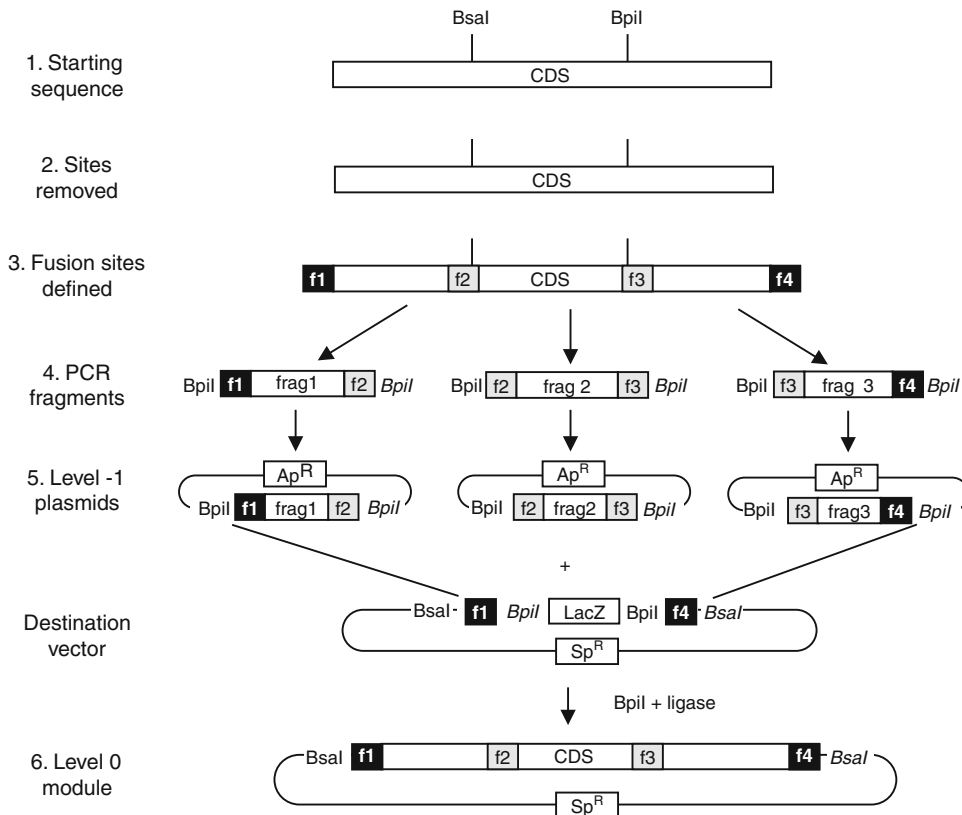 BsaI BpiI
1. Starting
sequence
CDS
2. Sites
removed
CDS
3. Fusion sites
defined
f1 f2 CDS f3 f4
4. PCR
fragments
BpiI f1 frag1 f2 BpiI
BpiI f2 frag 2 f3 BpiI
BpiI f3 frag 3 f4 BpiI
5. Level -1
plasmids
ApR
BpiI f1 frag1 f2 BpiI
ApR
BpiI f2 frag2 f3 BpiI
ApR
BpiI f3 frag3 f4 BpiI
+
Destination
vector
BsaI f1 BpiI LacZ BpiI f4 BsaI
SpR
BpiI + ligase
6. Level 0
module
BsaI f1 f2 CDS f3 f4 BsaI
SpR